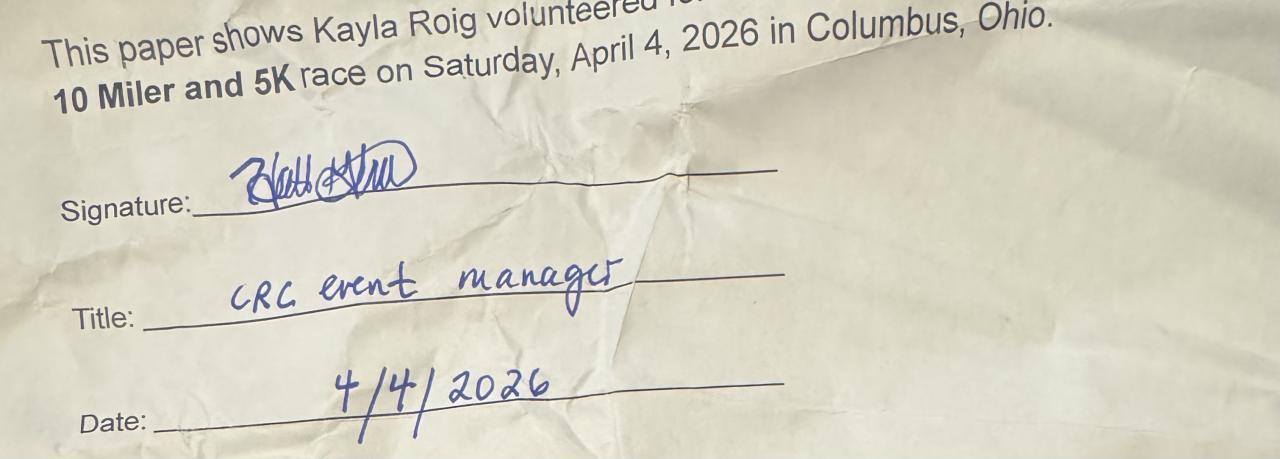 This paper shows Kayla Roig volunteered
10 Miler and 5K race on Saturday, April 4, 2026 in Columbus, Ohio.
Signature:
Title: CRC event manager
Date: 4/4/2026